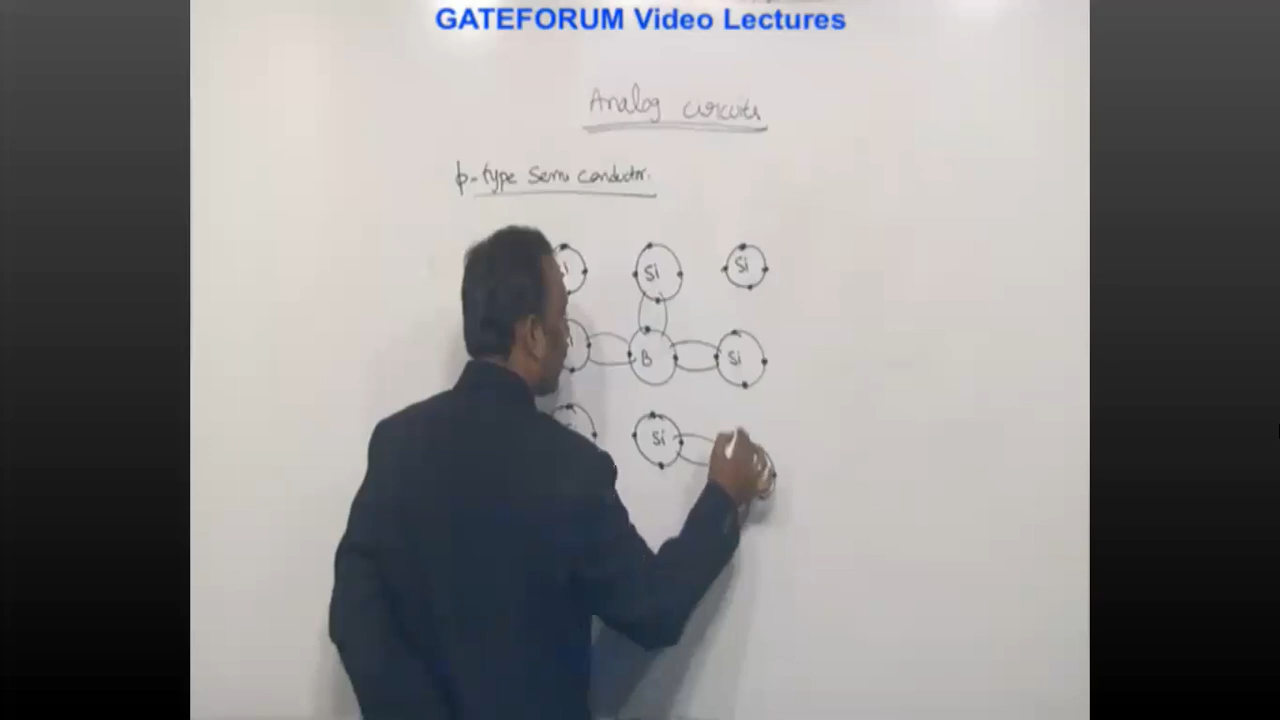 GATEFORUM Video Lectures
Analog circuits
p-type Semi conductor.
Si Si
B Si
Si